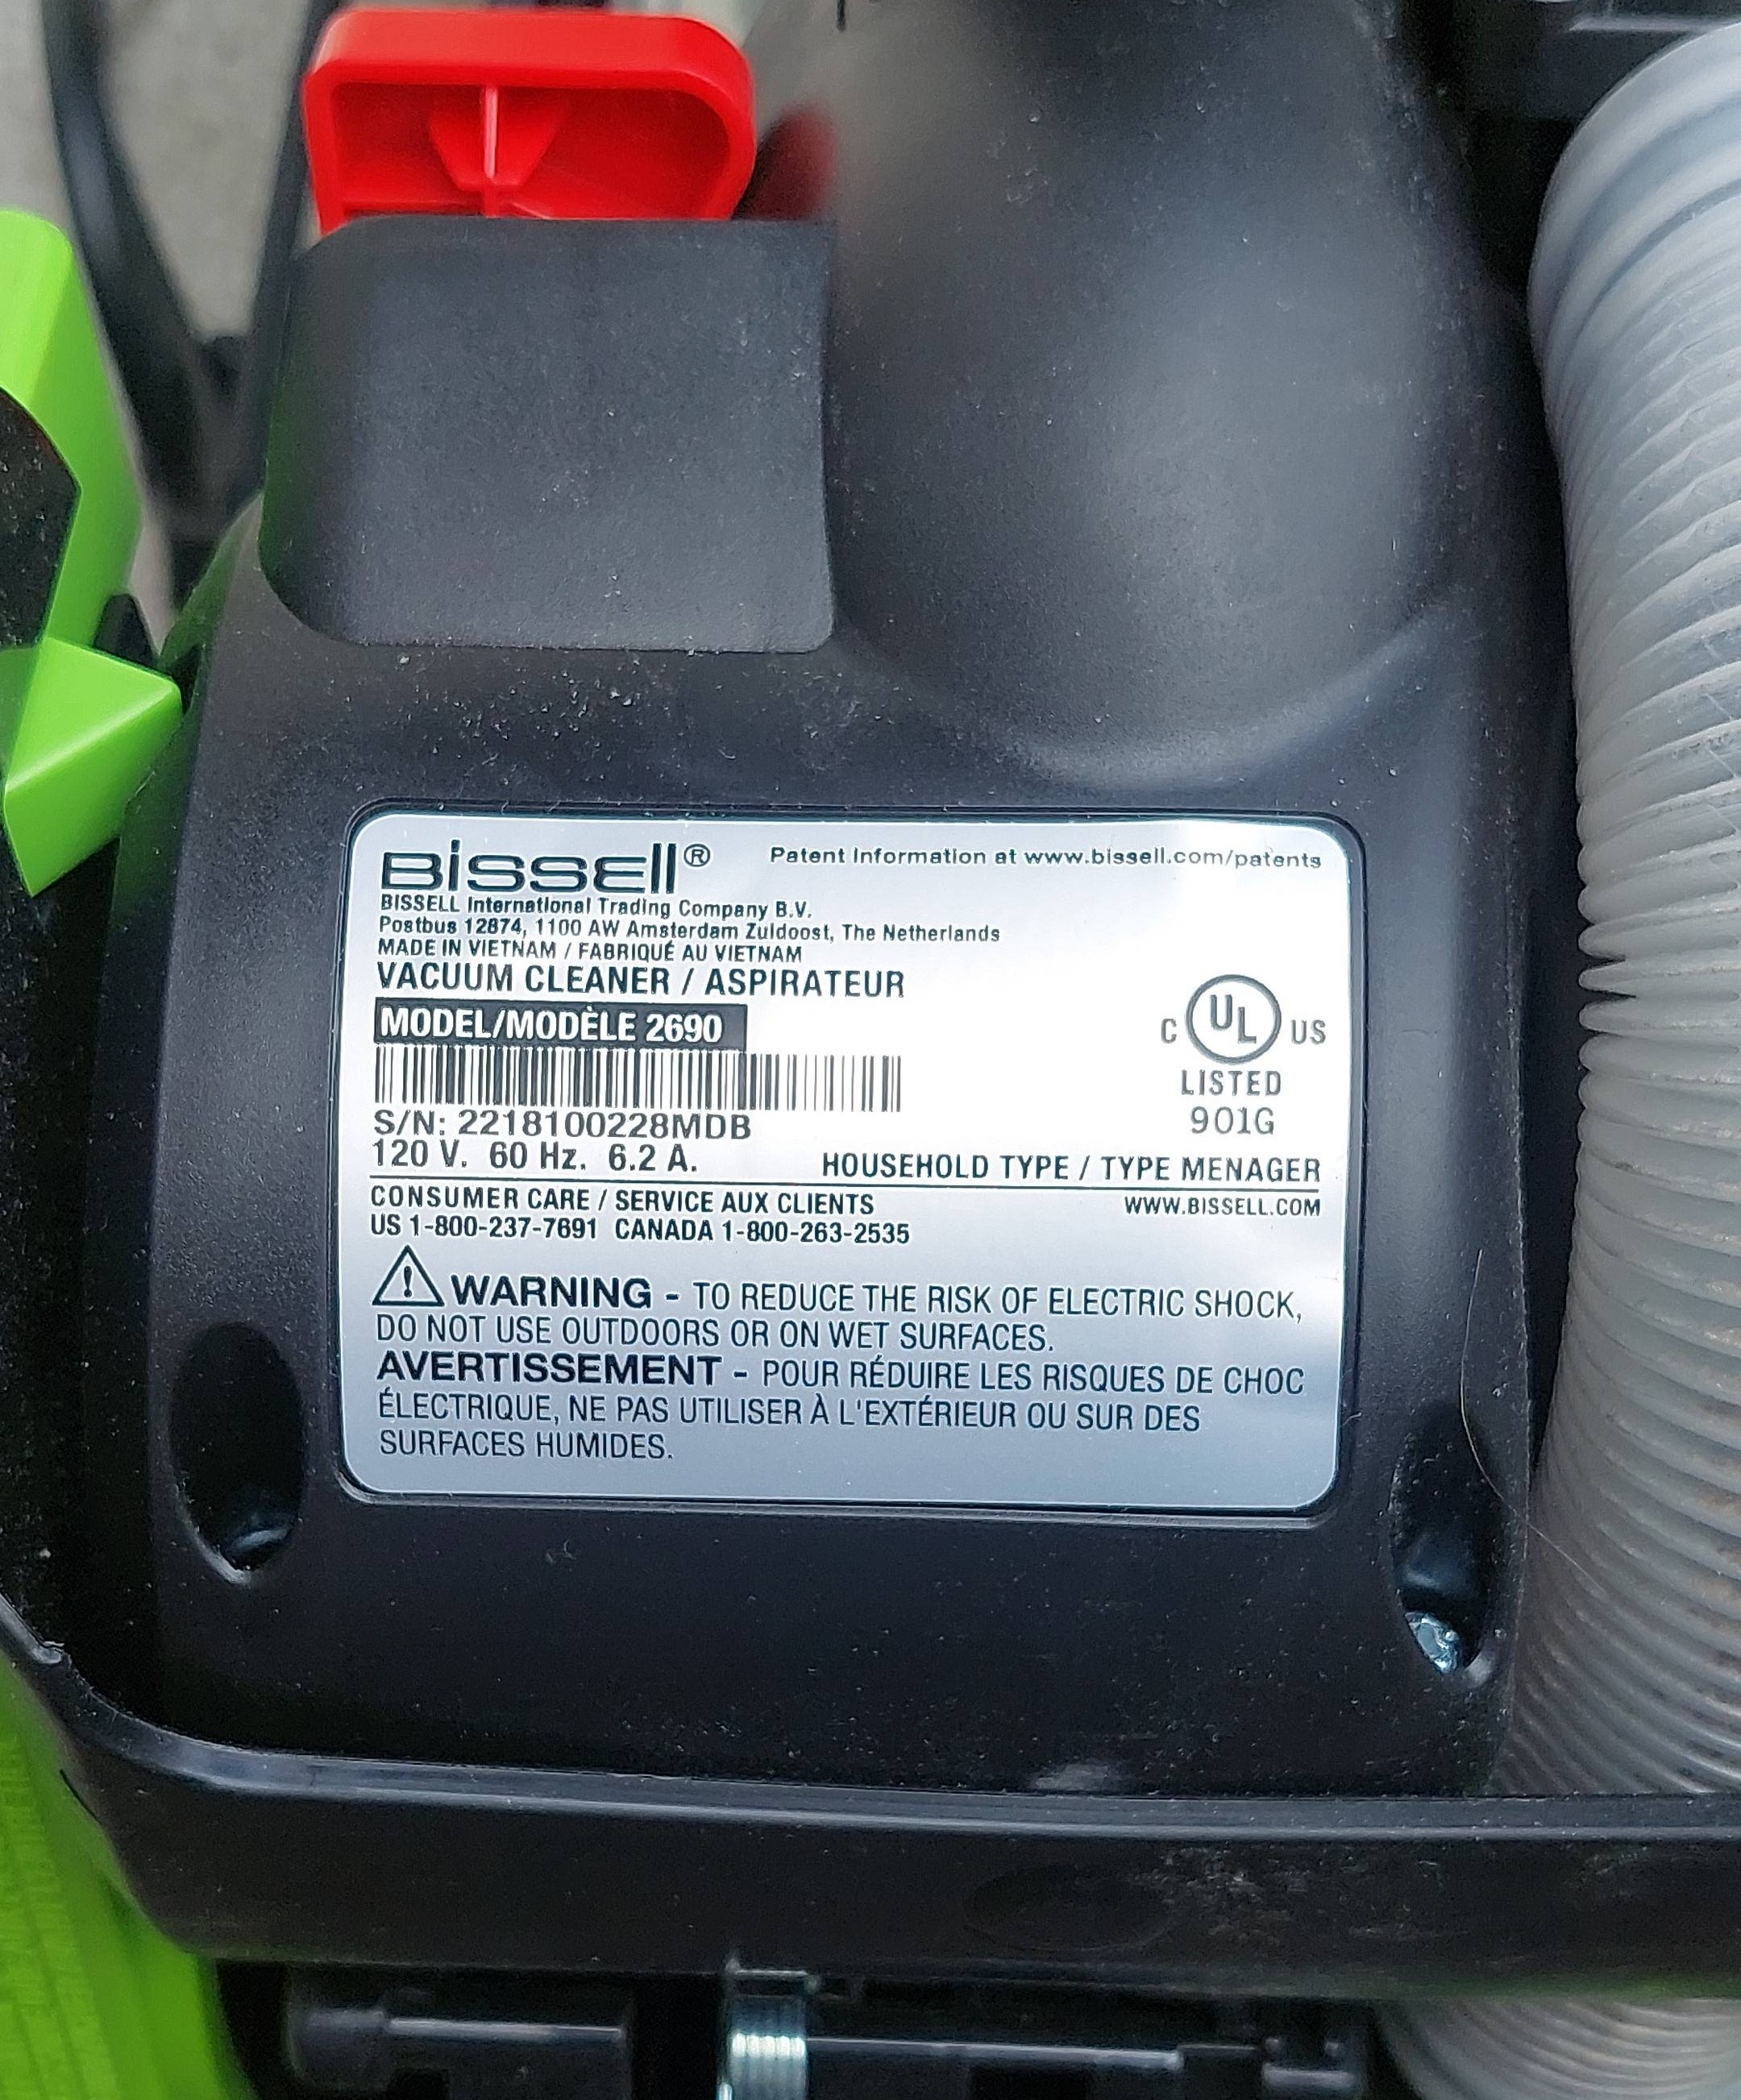 BISSELL®
Patent Information at www.bissell.com/patents
BISSELL International Trading Company B.V.
Postbus 12874, 1100 AW Amsterdam Zuidoost, The Netherlands
MADE IN VIETNAM / FABRIQUÉ AU VIETNAM
VACUUM CLEANER / ASPIRATEUR
MODEL/MODÈLE 2690
C UL US
LISTED
901G
S/N: 2218100228MDB
120 V. 60 Hz. 6.2 A.
HOUSEHOLD TYPE / TYPE MENAGER
CONSUMER CARE / SERVICE AUX CLIENTS
WWW.BISSELL.COM
US 1-800-237-7691 CANADA 1-800-263-2535
WARNING - TO REDUCE THE RISK OF ELECTRIC SHOCK,
DO NOT USE OUTDOORS OR ON WET SURFACES.
AVERTISSEMENT - POUR RÉDUIRE LES RISQUES DE CHOC
ÉLECTRIQUE, NE PAS UTILISER À L'EXTÉRIEUR OU SUR DES
SURFACES HUMIDES.